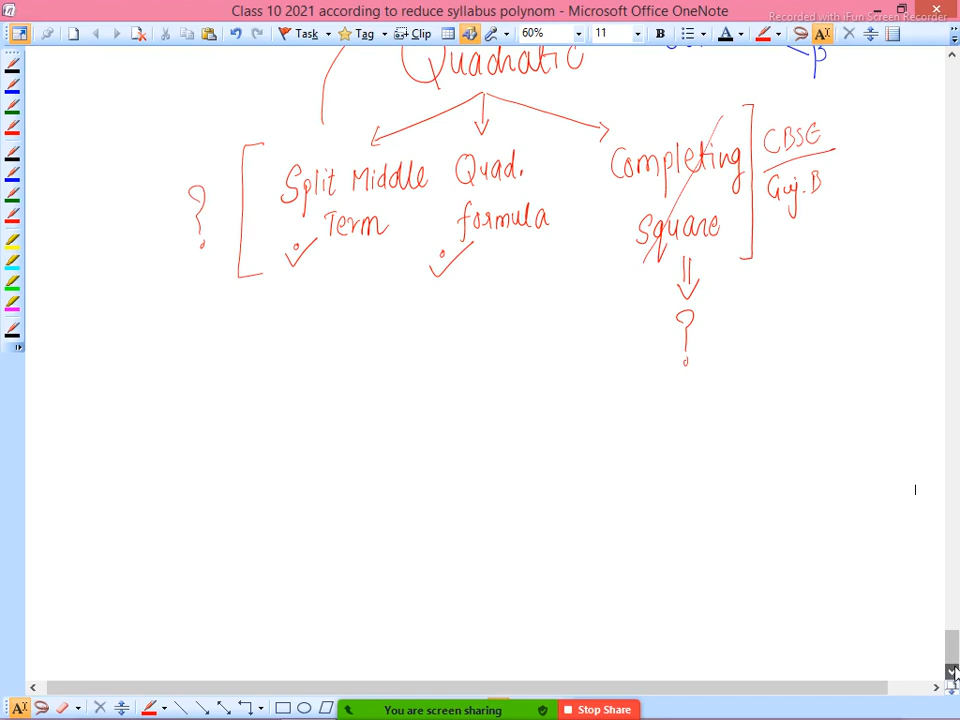 Class 10 2021 according to reduce syllabus polynom - Microsoft Office OneNote
Recorded with iFun Screen Recorder
Task Tag Clip 60% 11 B A
Quadratic
β
Split Middle Quad. Completing CBSE
Term formula Square Guj. B
? ?
You are screen sharing Stop Share